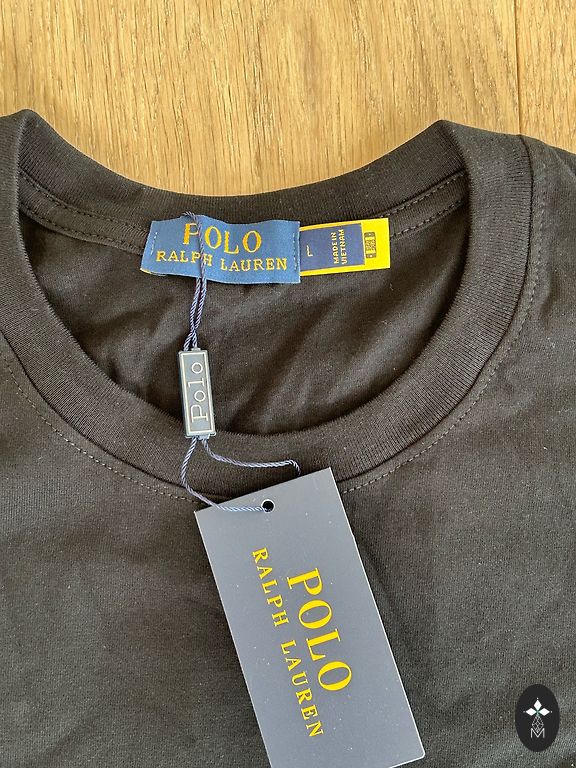 POLO
RALPH LAUREN
L
MADE IN
VIETNAM
Polo
POLO
RALPH LAUREN
M